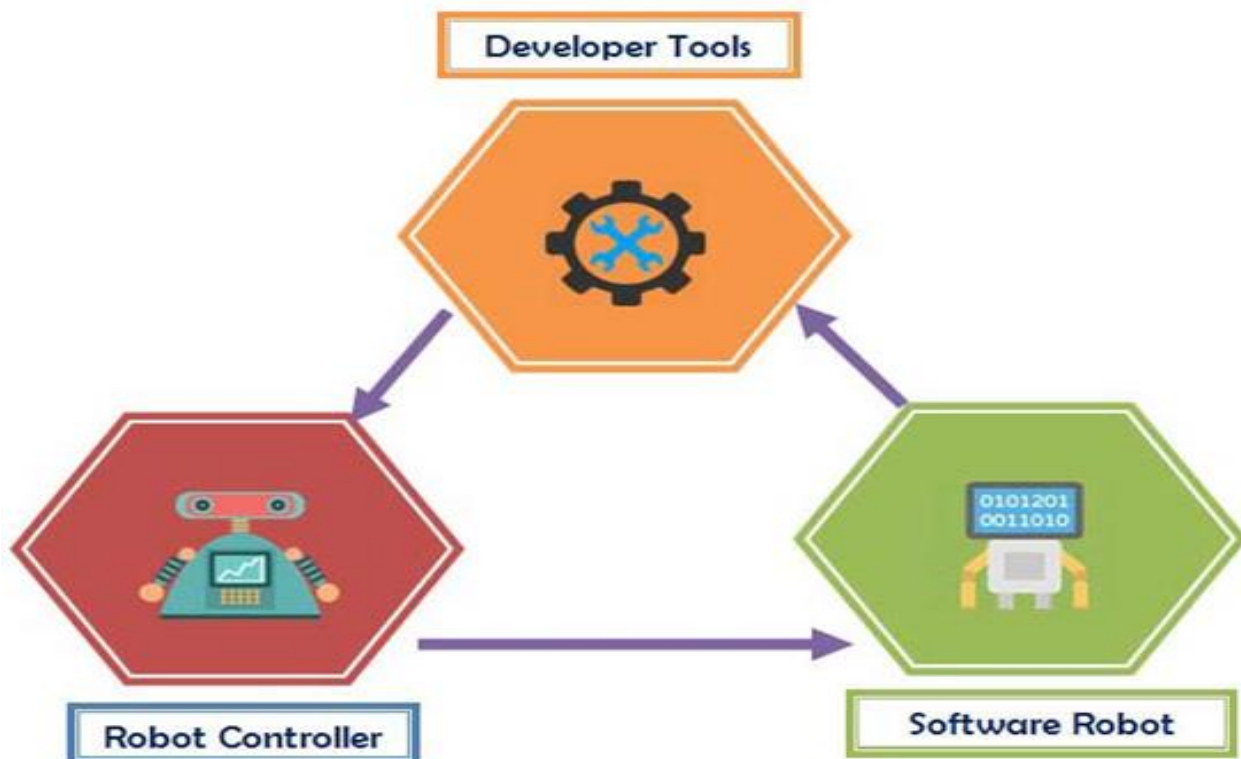 Developer Tools
0101201
0011010
Robot Controller
Software Robot